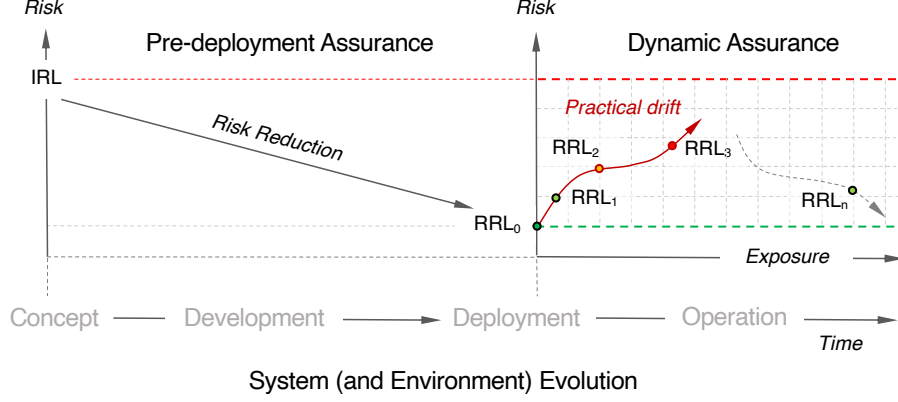 Risk
Risk
Pre-deployment Assurance
Dynamic Assurance
IRL
Practical drift
Risk Reduction
RRL₂
RRL₃
RRL₁
RRLₙ
RRL₀
Exposure
Concept
Development
Deployment
Operation
Time
System (and Environment) Evolution